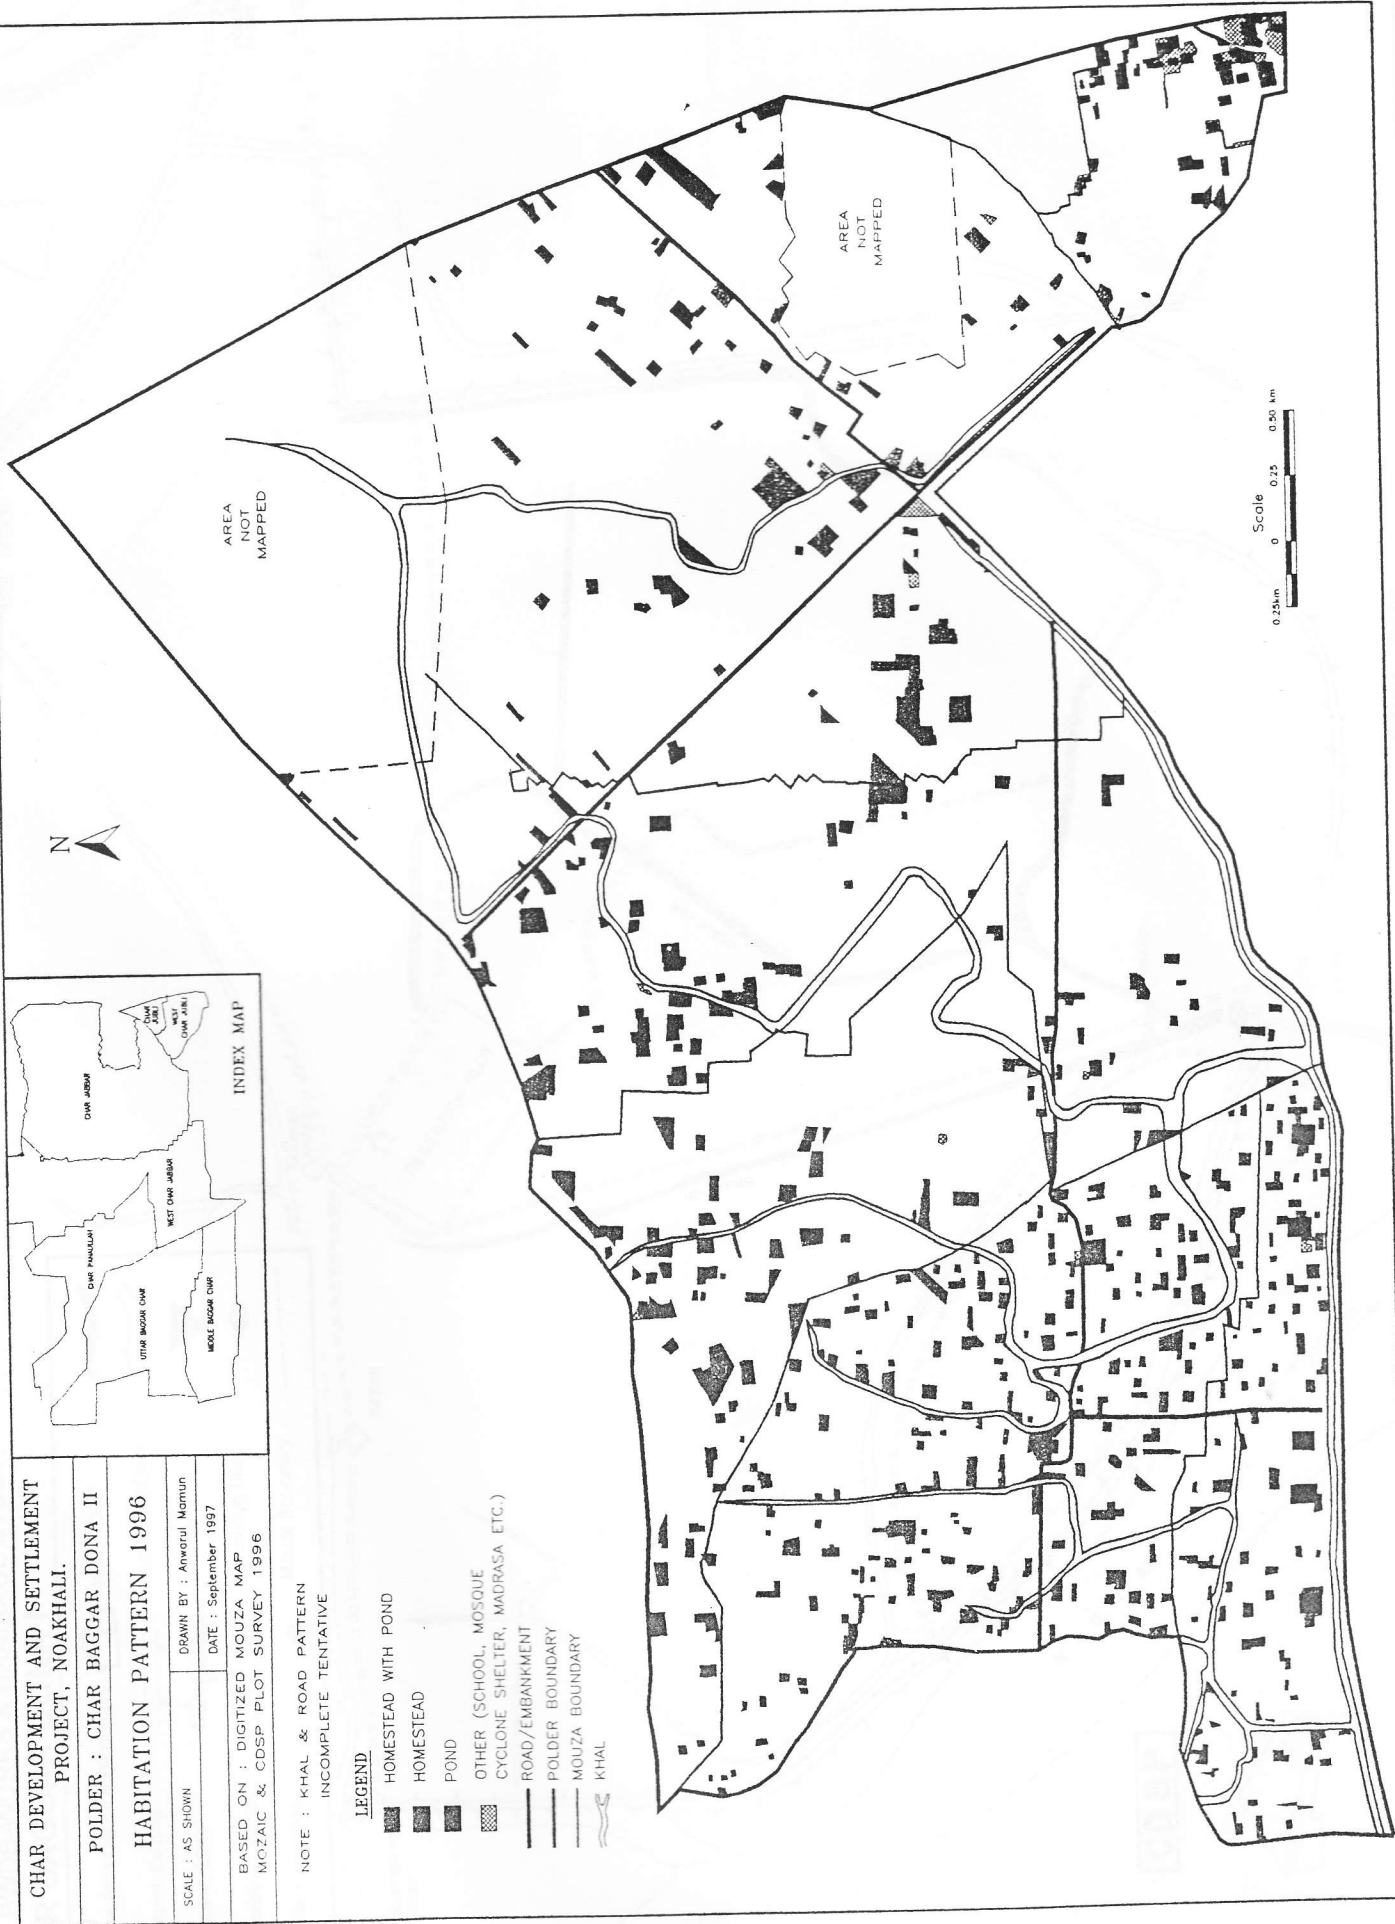 CHAR DEVELOPMENT AND SETTLEMENT
PROJECT, NOAKHALI.
POLDER : CHAR BAGGAR DONA II
HABITATION PATTERN 1996
SCALE : AS SHOWN
DRAWN BY : Anwarul Mamun
DATE : September 1997
BASED ON : DIGITIZED MOUZA MAP
MOZAIC & CDSP PLOT SURVEY 1996
NOTE : KHAL & ROAD PATTERN
INCOMPLETE TENTATIVE
LEGEND
HOMESTEAD WITH POND
HOMESTEAD
POND
OTHER (SCHOOL, MOSQUE
CYCLONE SHELTER, MADRASA ETC.)
ROAD/EMBANKMENT
POLDER BOUNDARY
MOUZA BOUNDARY
KHAL
CHAR JABBAR
CHAR JUBLI
WEST CHAR JUBLI
CHAR PANAULLAH
WEST CHAR JABBAR
UTTAR BAGGAR CHAR
MIDDLE BAGGAR CHAR
INDEX MAP
N
AREA
NOT
MAPPED
AREA
NOT
MAPPED
Scale
0.25km 0 0.25 0.50 km